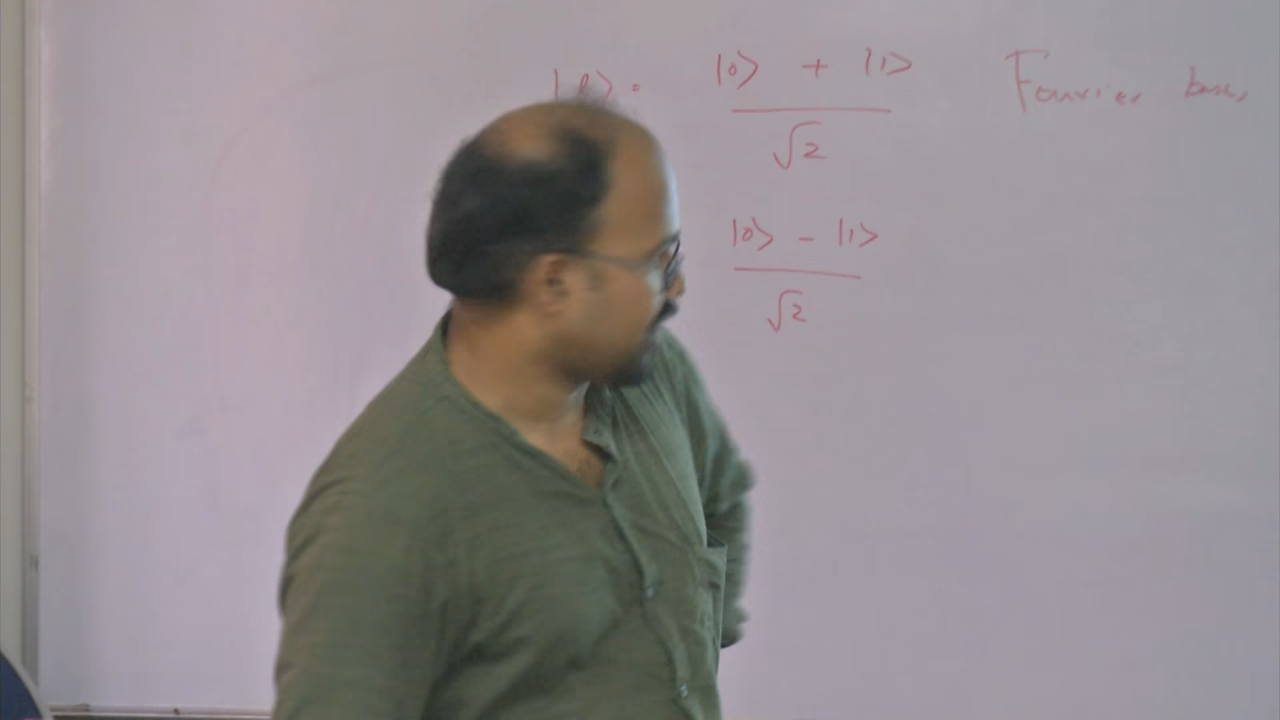 |0> + |1> Fourier
√2
|0> - |1>
√2